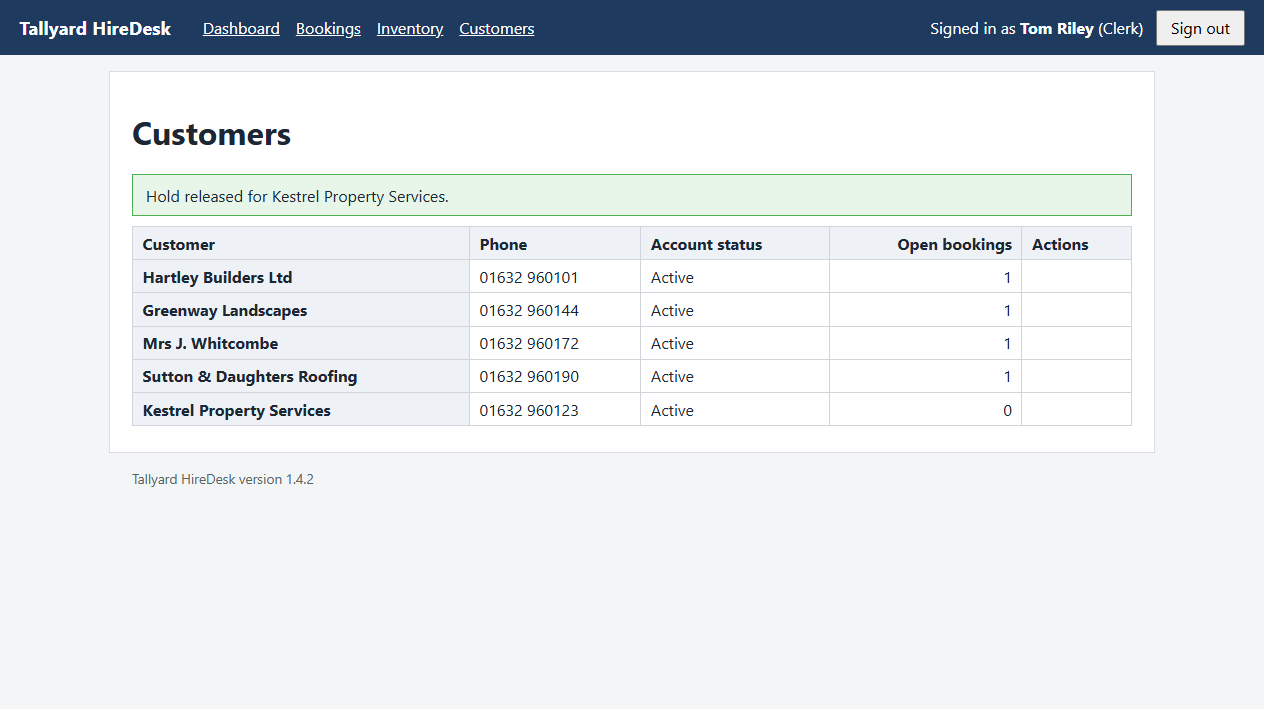 Tallyard HireDesk Dashboard Bookings Inventory Customers Signed in as Tom Riley (Clerk) Sign out
Customers
Hold released for Kestrel Property Services.
Customer Phone Account status Open bookings Actions
Hartley Builders Ltd 01632 960101 Active 1
Greenway Landscapes 01632 960144 Active 1
Mrs J. Whitcombe 01632 960172 Active 1
Sutton & Daughters Roofing 01632 960190 Active 1
Kestrel Property Services 01632 960123 Active 0
Tallyard HireDesk version 1.4.2